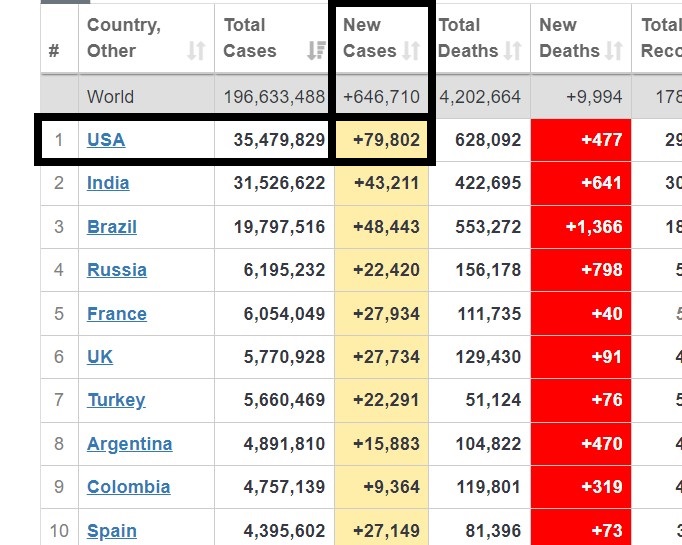 # Country, Other Total Cases New Cases Total Deaths New Deaths Total Reco
World 196,633,488 +646,710 4,202,664 +9,994 178
1 USA 35,479,829 +79,802 628,092 +477 29
2 India 31,526,622 +43,211 422,695 +641 30
3 Brazil 19,797,516 +48,443 553,272 +1,366 18
4 Russia 6,195,232 +22,420 156,178 +798 5
5 France 6,054,049 +27,934 111,735 +40 5
6 UK 5,770,928 +27,734 129,430 +91 4
7 Turkey 5,660,469 +22,291 51,124 +76 5
8 Argentina 4,891,810 +15,883 104,822 +470 4
9 Colombia 4,757,139 +9,364 119,801 +319 4
10 Spain 4,395,602 +27,149 81,396 +73